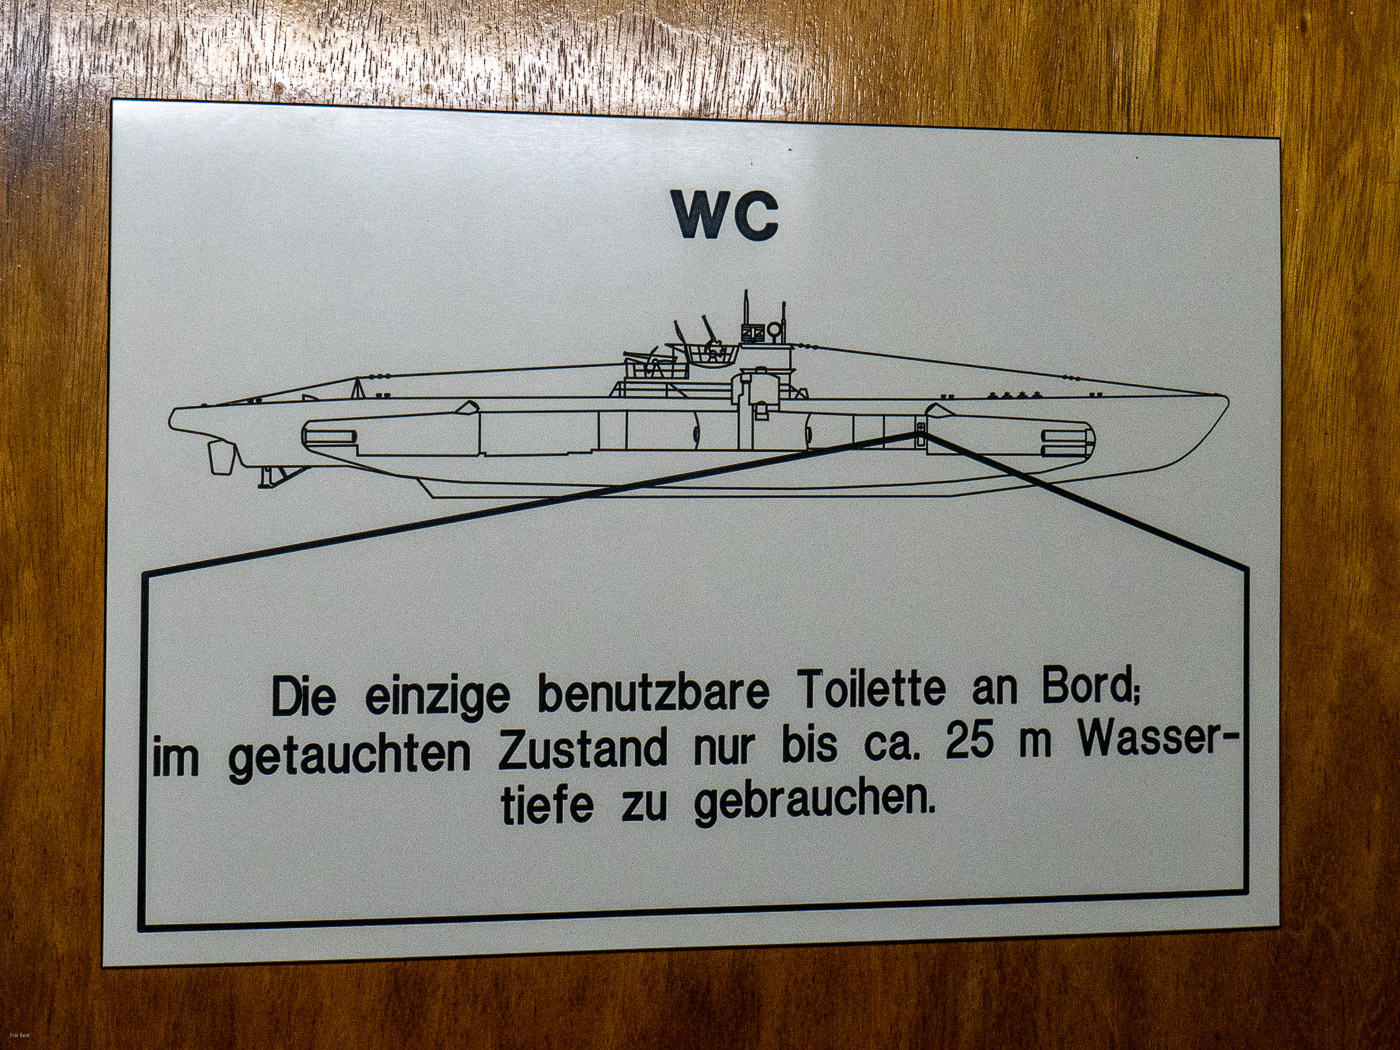 WC
Die einzige benutzbare Toilette an Bord;
im getauchten Zustand nur bis ca. 25 m Wasser-
tiefe zu gebrauchen.